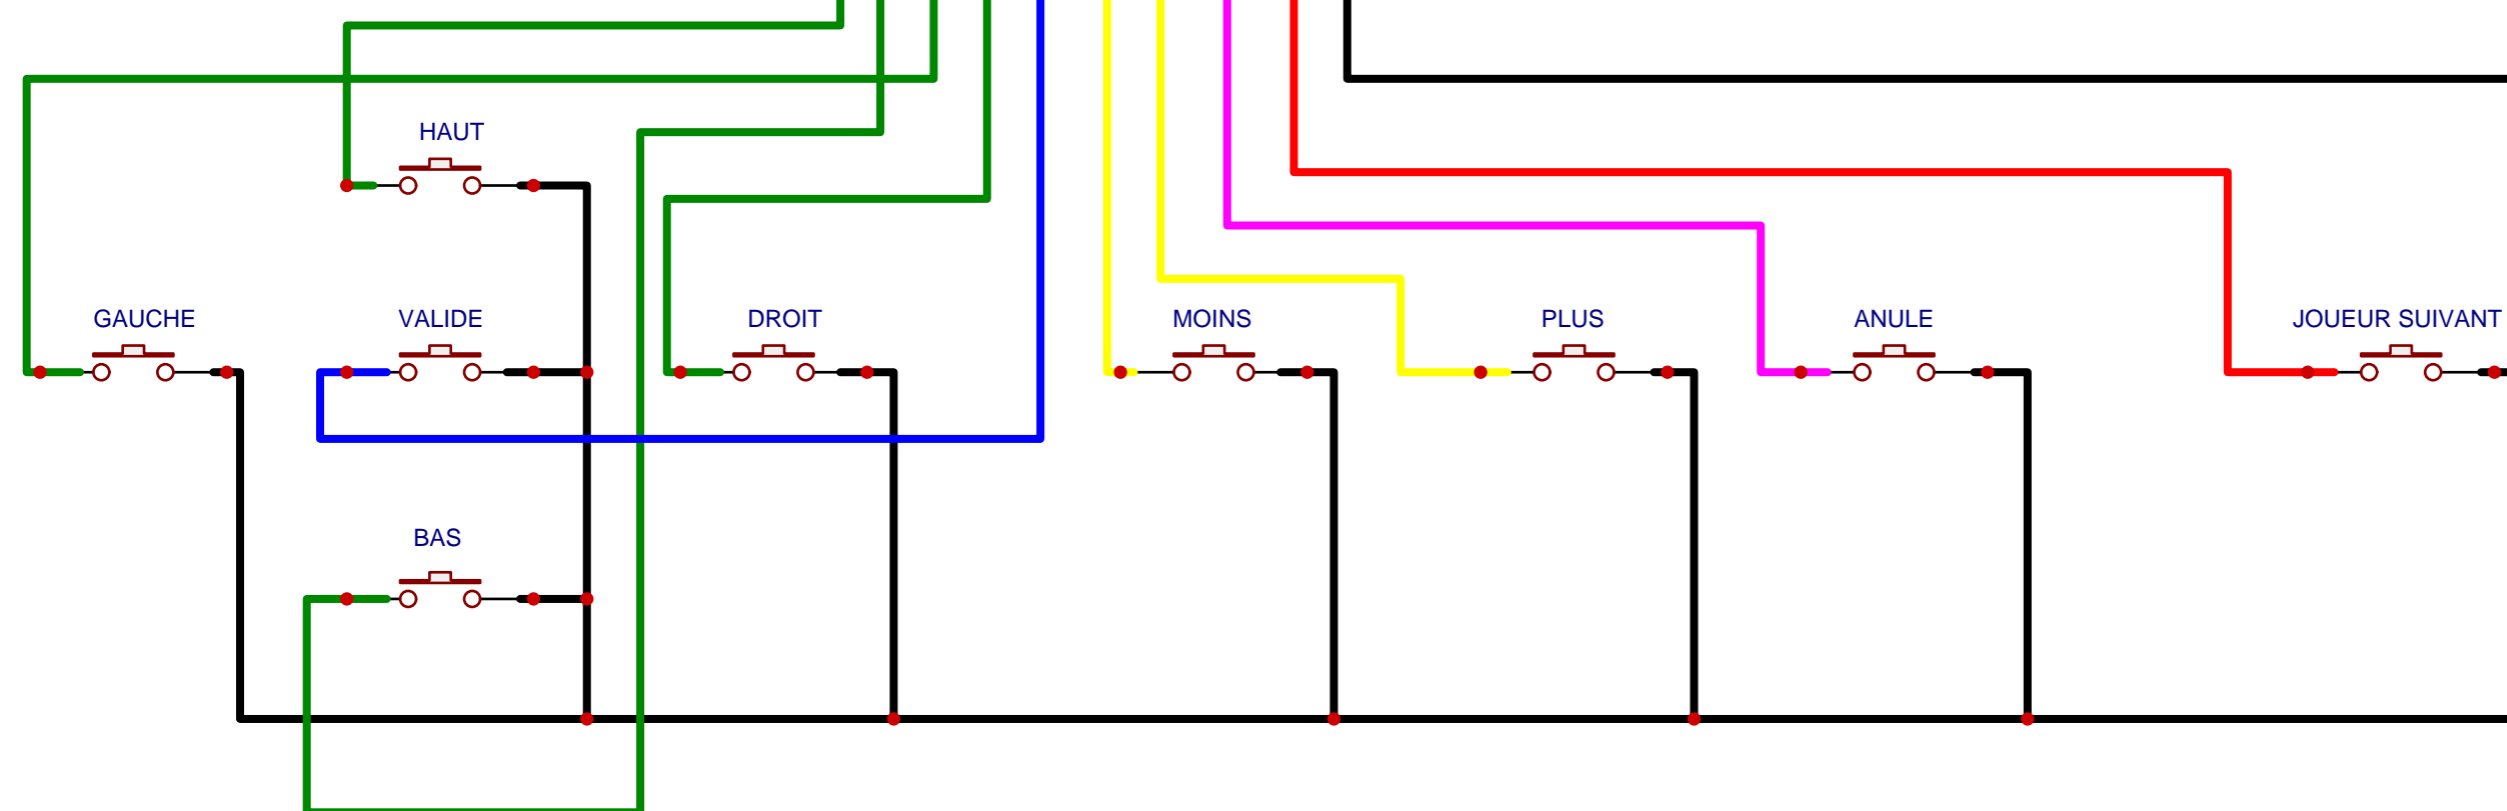 HAUT
GAUCHE
VALIDE
DROIT
MOINS
PLUS
ANULE
JOUEUR SUIVANT
BAS